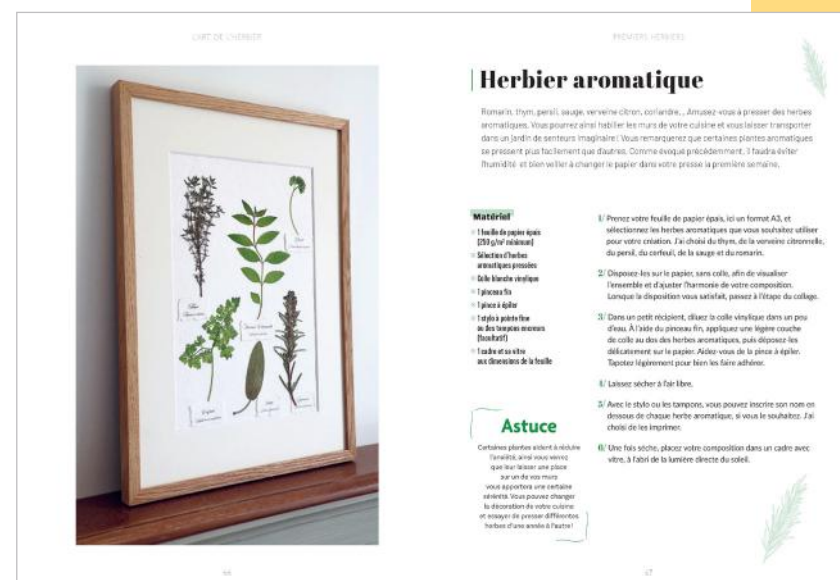 L'ART DE L'HERBIER
PREMIERS HERBIERS
Herbier aromatique
Romarin, thym, persil, sauge, verveine citron, coriandre... Amusez-vous à presser des herbes
aromatiques. Vous pourrez ainsi habiller les murs de votre cuisine et vous laisser transporter
dans un jardin de senteurs imaginaire ! Vous remarquerez que certaines plantes aromatiques
se pressent plus facilement que d'autres. Comme évoqué précédemment, il faudra éviter
l'humidité et bien veiller à changer le papier dans votre presse la première semaine.
Matériel
1 feuille de papier épais
(250 g/m² minimum)
Sélection d'herbes
aromatiques pressées
Colle blanche vinylique
1 pinceau fin
1 pince à épiler
1 stylo à pointe fine
ou des tampons encreurs
(facultatif)
1 cadre et sa vitre
aux dimensions de la feuille
Astuce
Certaines plantes aident à réduire
l'anxiété, ainsi vous verrez
que leur laisser une place
sur un de vos murs
vous apportera une certaine
sérénité. Vous pouvez changer
la décoration de votre cuisine
et essayer de presser différentes
herbes d'une année à l'autre !
1/ Prenez votre feuille de papier épais, ici un format A3, et
sélectionnez les herbes aromatiques que vous souhaitez utiliser
pour votre création. J'ai choisi du thym, de la verveine citronnelle,
du persil, du cerfeuil, de la sauge et du romarin.
2/ Disposez-les sur le papier, sans colle, afin de visualiser
l'ensemble et d'ajuster l'harmonie de votre composition.
Lorsque la disposition vous satisfait, passez à l'étape du collage.
3/ Dans un petit récipient, diluez la colle vinylique dans un peu
d'eau. À l'aide du pinceau fin, appliquez une légère couche
de colle au dos des herbes aromatiques, puis déposez-les
délicatement sur le papier. Aidez-vous de la pince à épiler.
Tapotez légèrement pour bien les faire adhérer.
4/ Laissez sécher à l'air libre.
5/ Avec le stylo ou les tampons, vous pouvez inscrire son nom en
dessous de chaque herbe aromatique, si vous le souhaitez. J'ai
choisi de les imprimer.
6/ Une fois sèche, placez votre composition dans un cadre avec
vitre, à l'abri de la lumière directe du soleil.
66
67